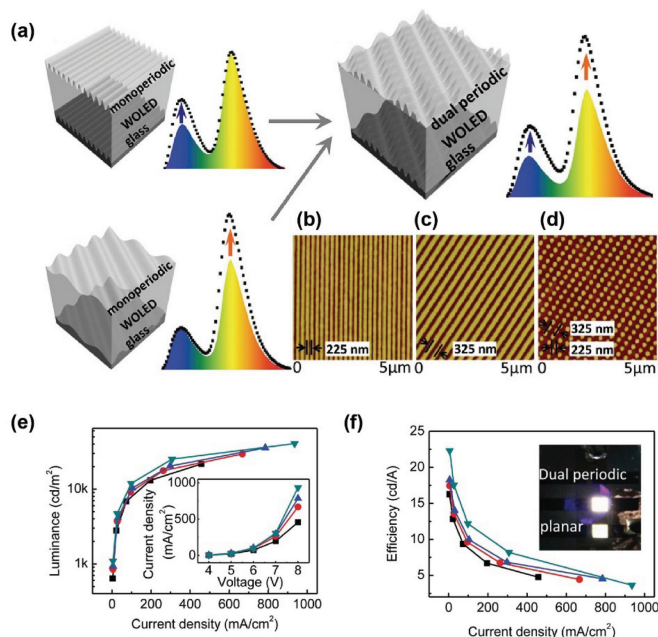 (a)
monoperiodic
WOLED
glass
dual periodic
WOLED
glass
monoperiodic
WOLED
glass
(b)
(c)
(d)
225 nm
325 nm
325 nm
225 nm
5μm
5μm
5μm
(e)
Luminance (cd/m²)
10k
1k
0 200 400 600 800 1000
Current density (mA/cm²)
Current density
(mA/cm²)
1000
500
0
4 5 6 7 8
Voltage (V)
(f)
Efficiency (cd/A)
25
20
15
10
5
0
0 200 400 600 800 1000
Current density (mA/cm²)
Dual periodic
planar